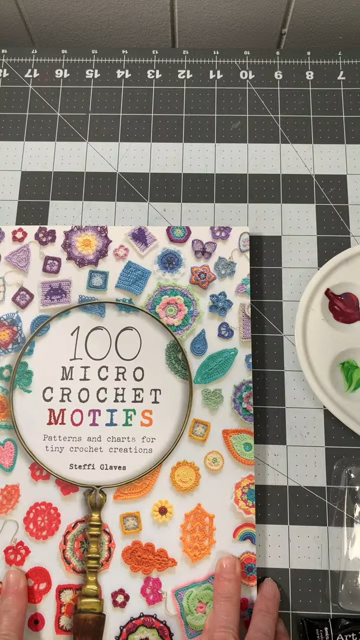 18 17 16 15 14 13 12 11 10 9 8 7
100
MICRO
CROCHET
MOTIFS
Patterns and charts for
tiny crochet creations
Steffi Glaves